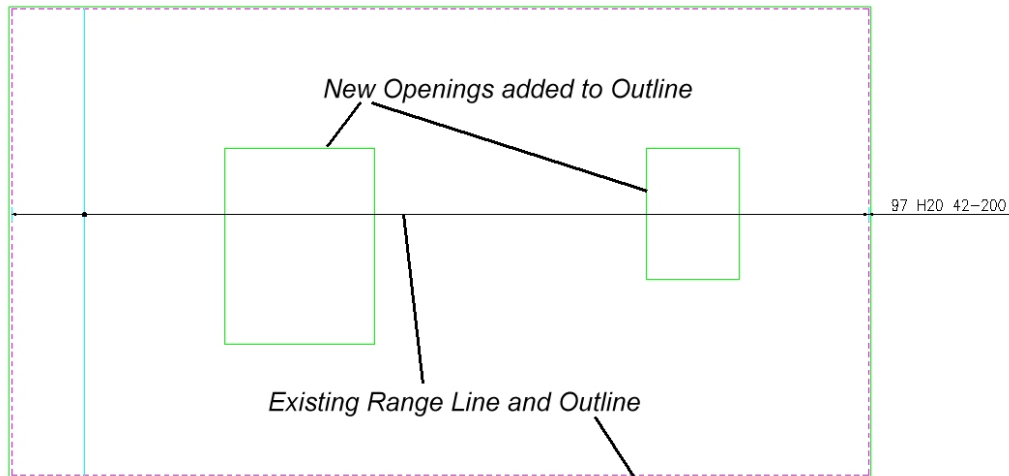 New Openings added to Outline
97 H20 42-200
Existing Range Line and Outline